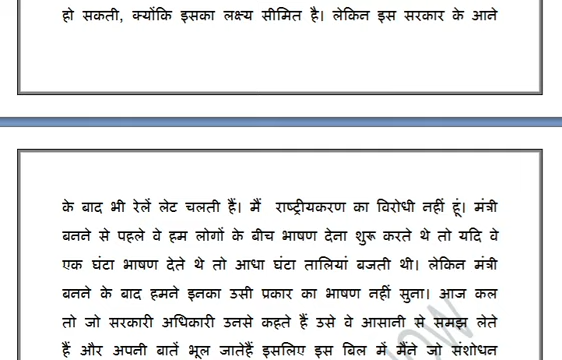 हो सकती, क्योंकि इसका लक्ष्य सीमित है। लेकिन इस सरकार के आने
के बाद भी रेलें लेट चलती हैं। मैं राष्ट्रीयकरण का विरोधी नहीं हूं। मंत्री
बनने से पहले वे हम लोगों के बीच भाषण देना शुरू करते थे तो यदि वे
एक घंटा भाषण देते थे तो आधा घंटा तालियां बजती थी। लेकिन मंत्री
बनने के बाद हमने इनका उसी प्रकार का भाषण नहीं सुना। आज कल
तो जो सरकारी अधिकारी उनसे कहते हैं उसे वे आसानी से समझ लेते
हैं और अपनी बातें भूल जातेहैं इसलिए इस बिल में मैंने जो संशोधन